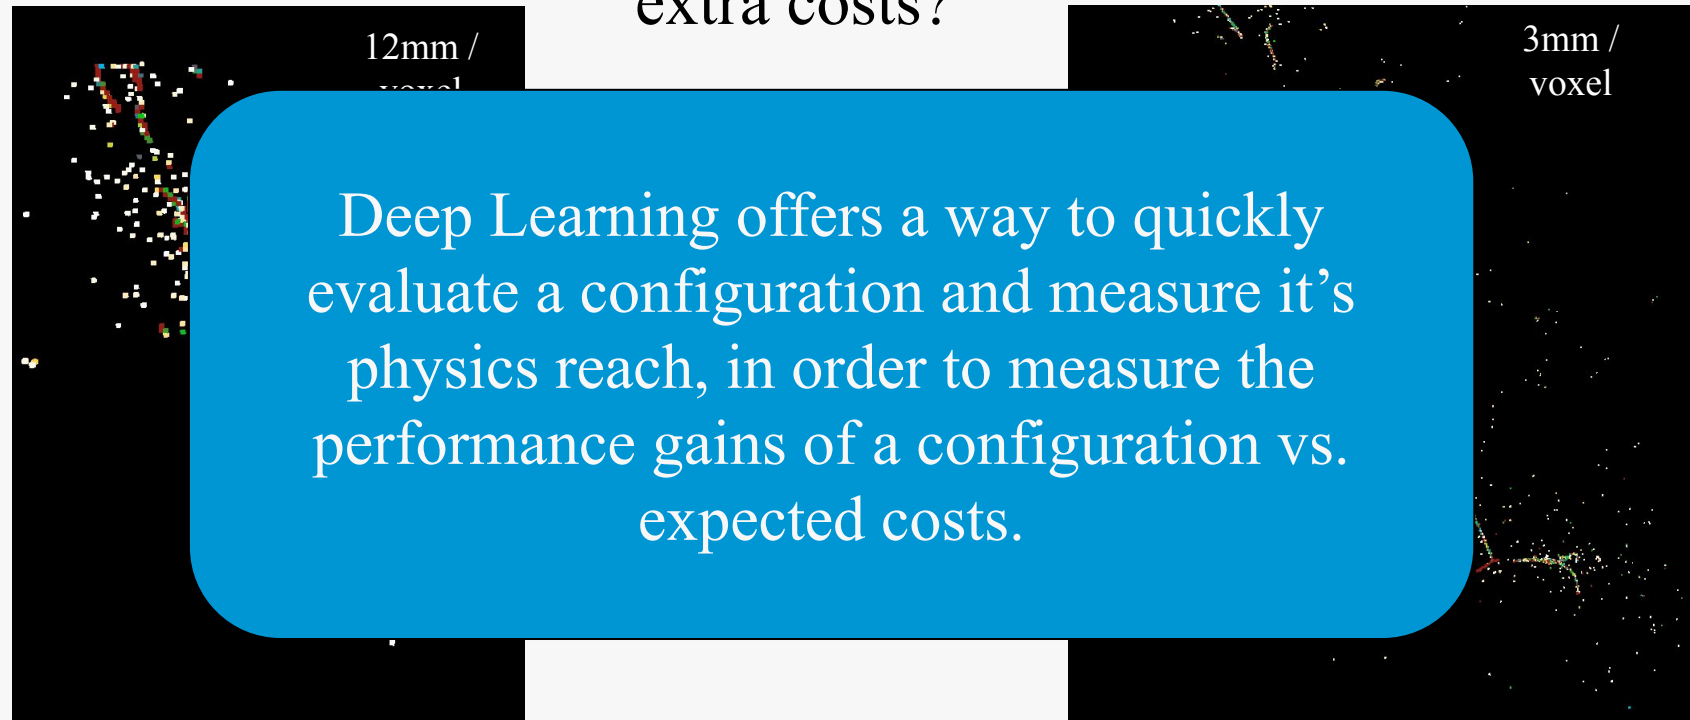 extra costs?
12mm /
voxel
3mm /
voxel
Deep Learning offers a way to quickly
evaluate a configuration and measure it’s
physics reach, in order to measure the
performance gains of a configuration vs.
expected costs.